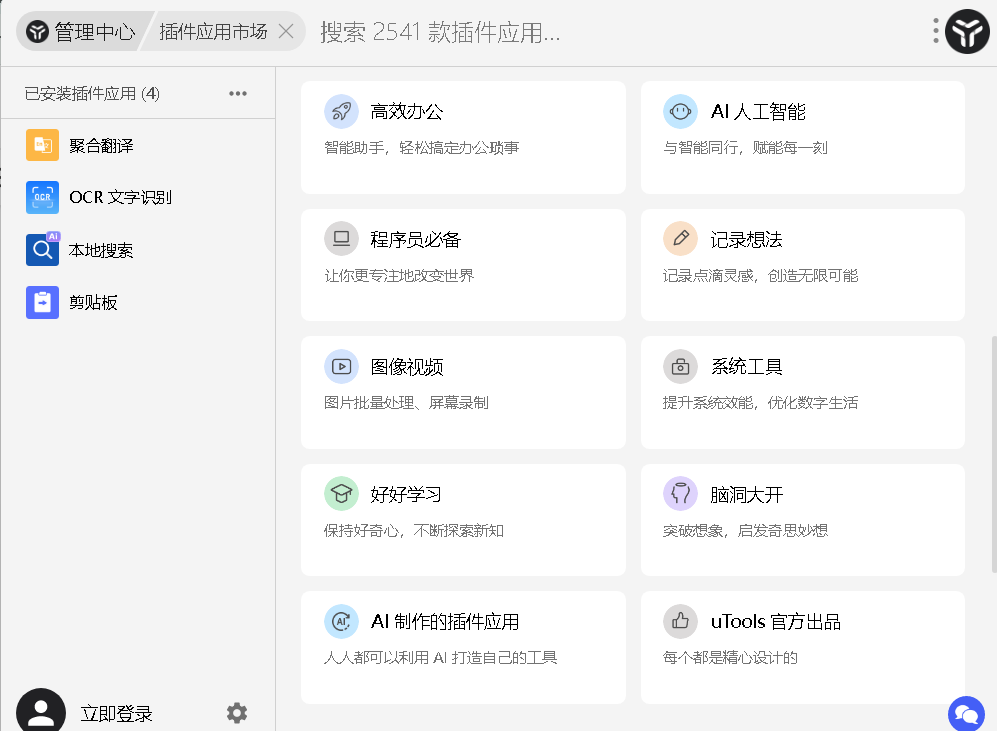 管理中心
插件应用市场
搜索 2541 款插件应用...
已安装插件应用 (4)
聚合翻译
OCR
OCR 文字识别
AI
本地搜索
剪贴板
高效办公
智能助手，轻松搞定办公琐事
AI 人工智能
与智能同行，赋能每一刻
程序员必备
让你更专注地改变世界
记录想法
记录点滴灵感，创造无限可能
图像视频
图片批量处理、屏幕录制
系统工具
提升系统效能，优化数字生活
好好学习
保持好奇心，不断探索新知
脑洞大开
突破想象，启发奇思妙想
AI
AI 制作的插件应用
人人都可以利用 AI 打造自己的工具
uTools 官方出品
每个都是精心设计的
立即登录